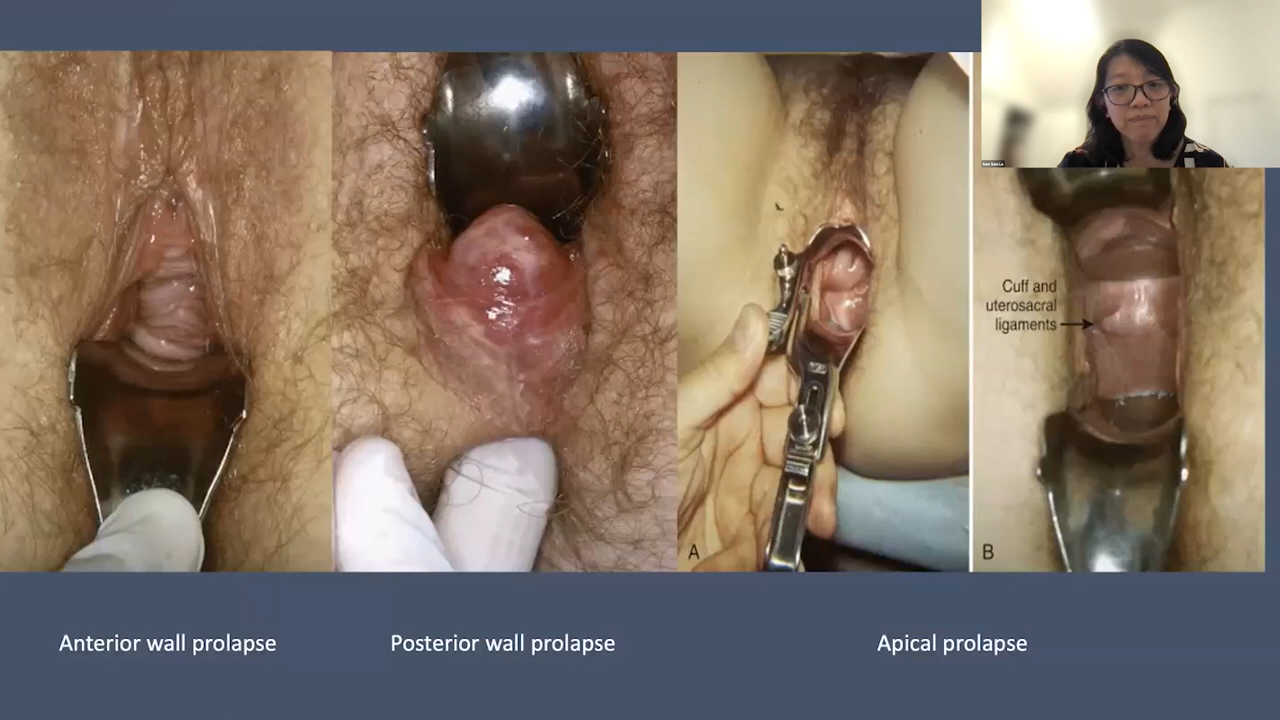 Cuff and
uterosacral
ligaments
A
B
Anterior wall prolapse
Posterior wall prolapse
Apical prolapse